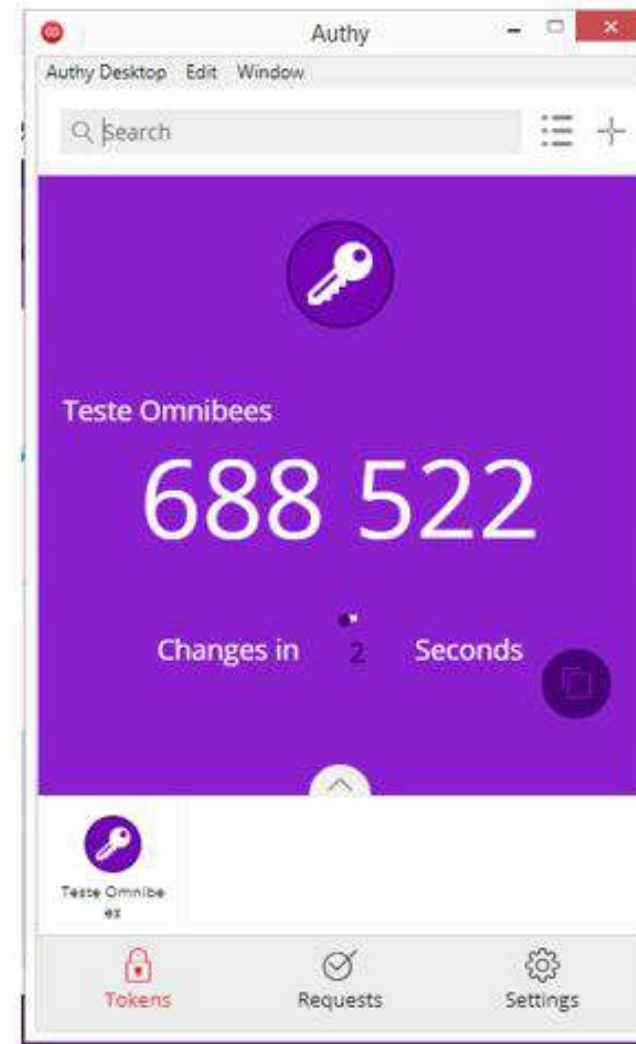 Authy
Authy Desktop Edit Window
Search
Teste Omnibees
688 522
Changes in 2 Seconds
Teste Omnibe
es
Tokens Requests Settings